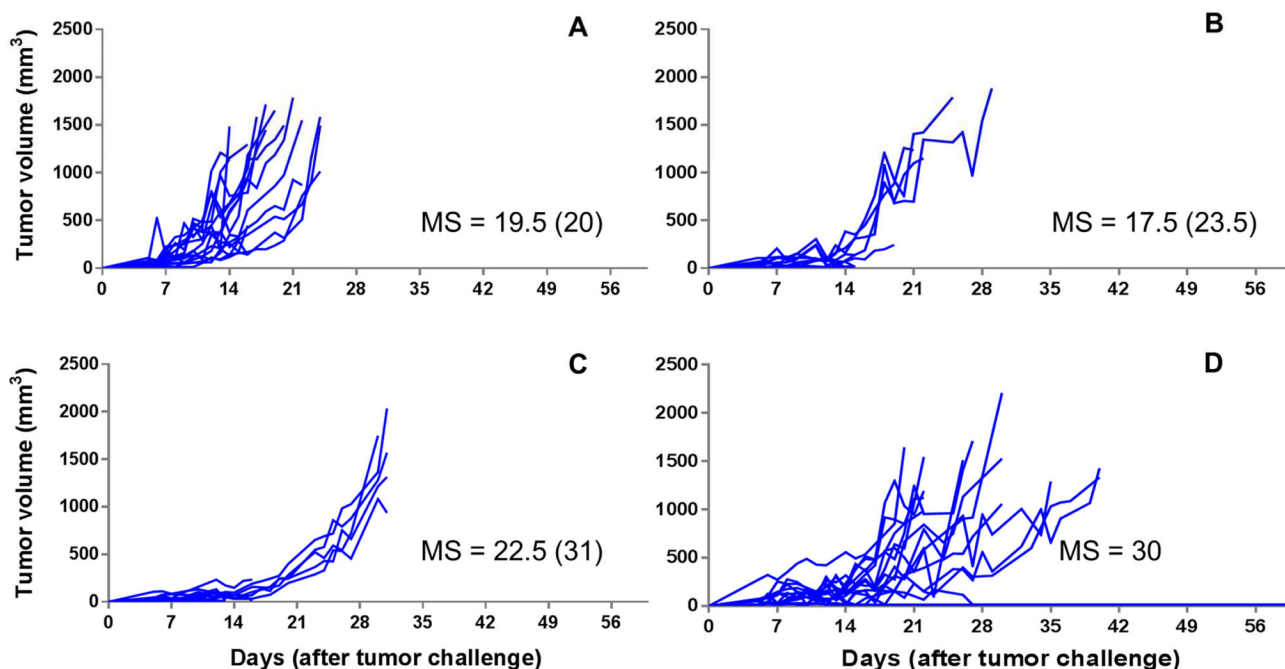 A
Tumor volume (mm³)
2500
2000
1500
1000
500
0
MS = 19.5 (20)
0 7 14 21 28 35 42 49 56
B
2500
2000
1500
1000
500
0
MS = 17.5 (23.5)
0 7 14 21 28 35 42 49 56
C
Tumor volume (mm³)
2500
2000
1500
1000
500
0
MS = 22.5 (31)
0 7 14 21 28 35 42 49 56
Days (after tumor challenge)
D
2500
2000
1500
1000
500
0
MS = 30
0 7 14 21 28 35 42 49 56
Days (after tumor challenge)